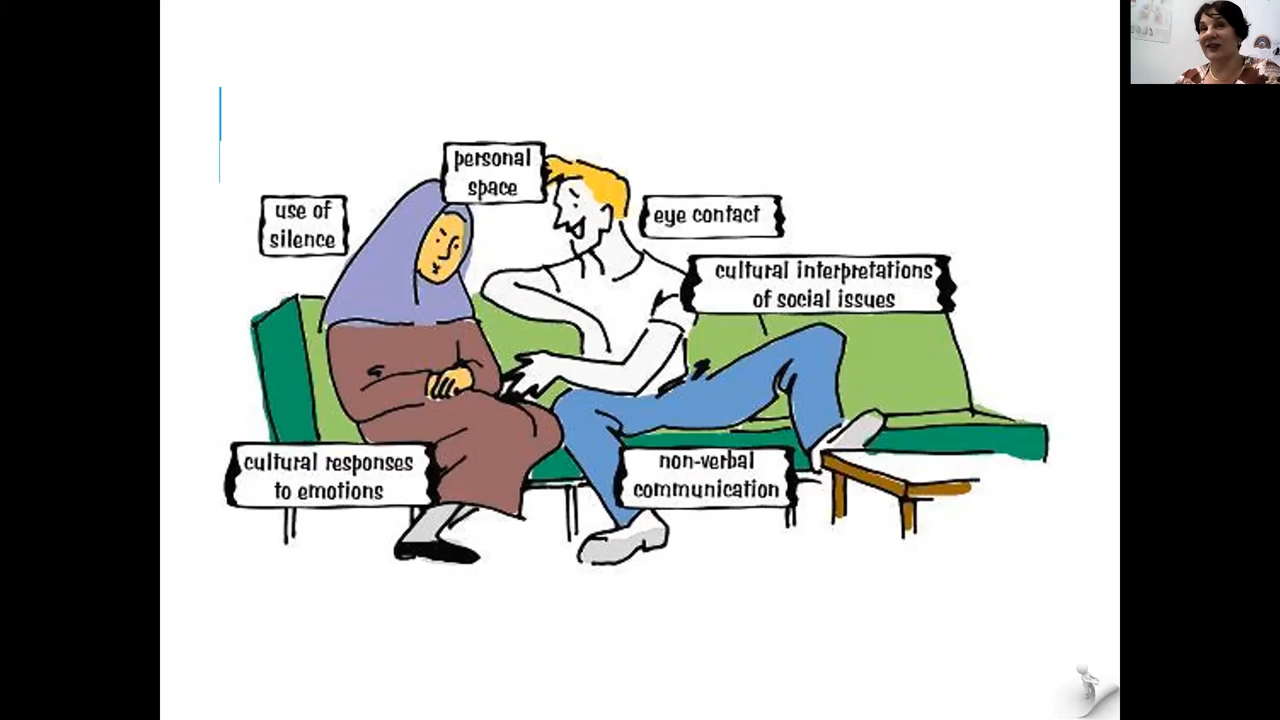 personal
space
use of
silence
eye contact
cultural interpretations
of social issues
cultural responses
to emotions
non-verbal
communication